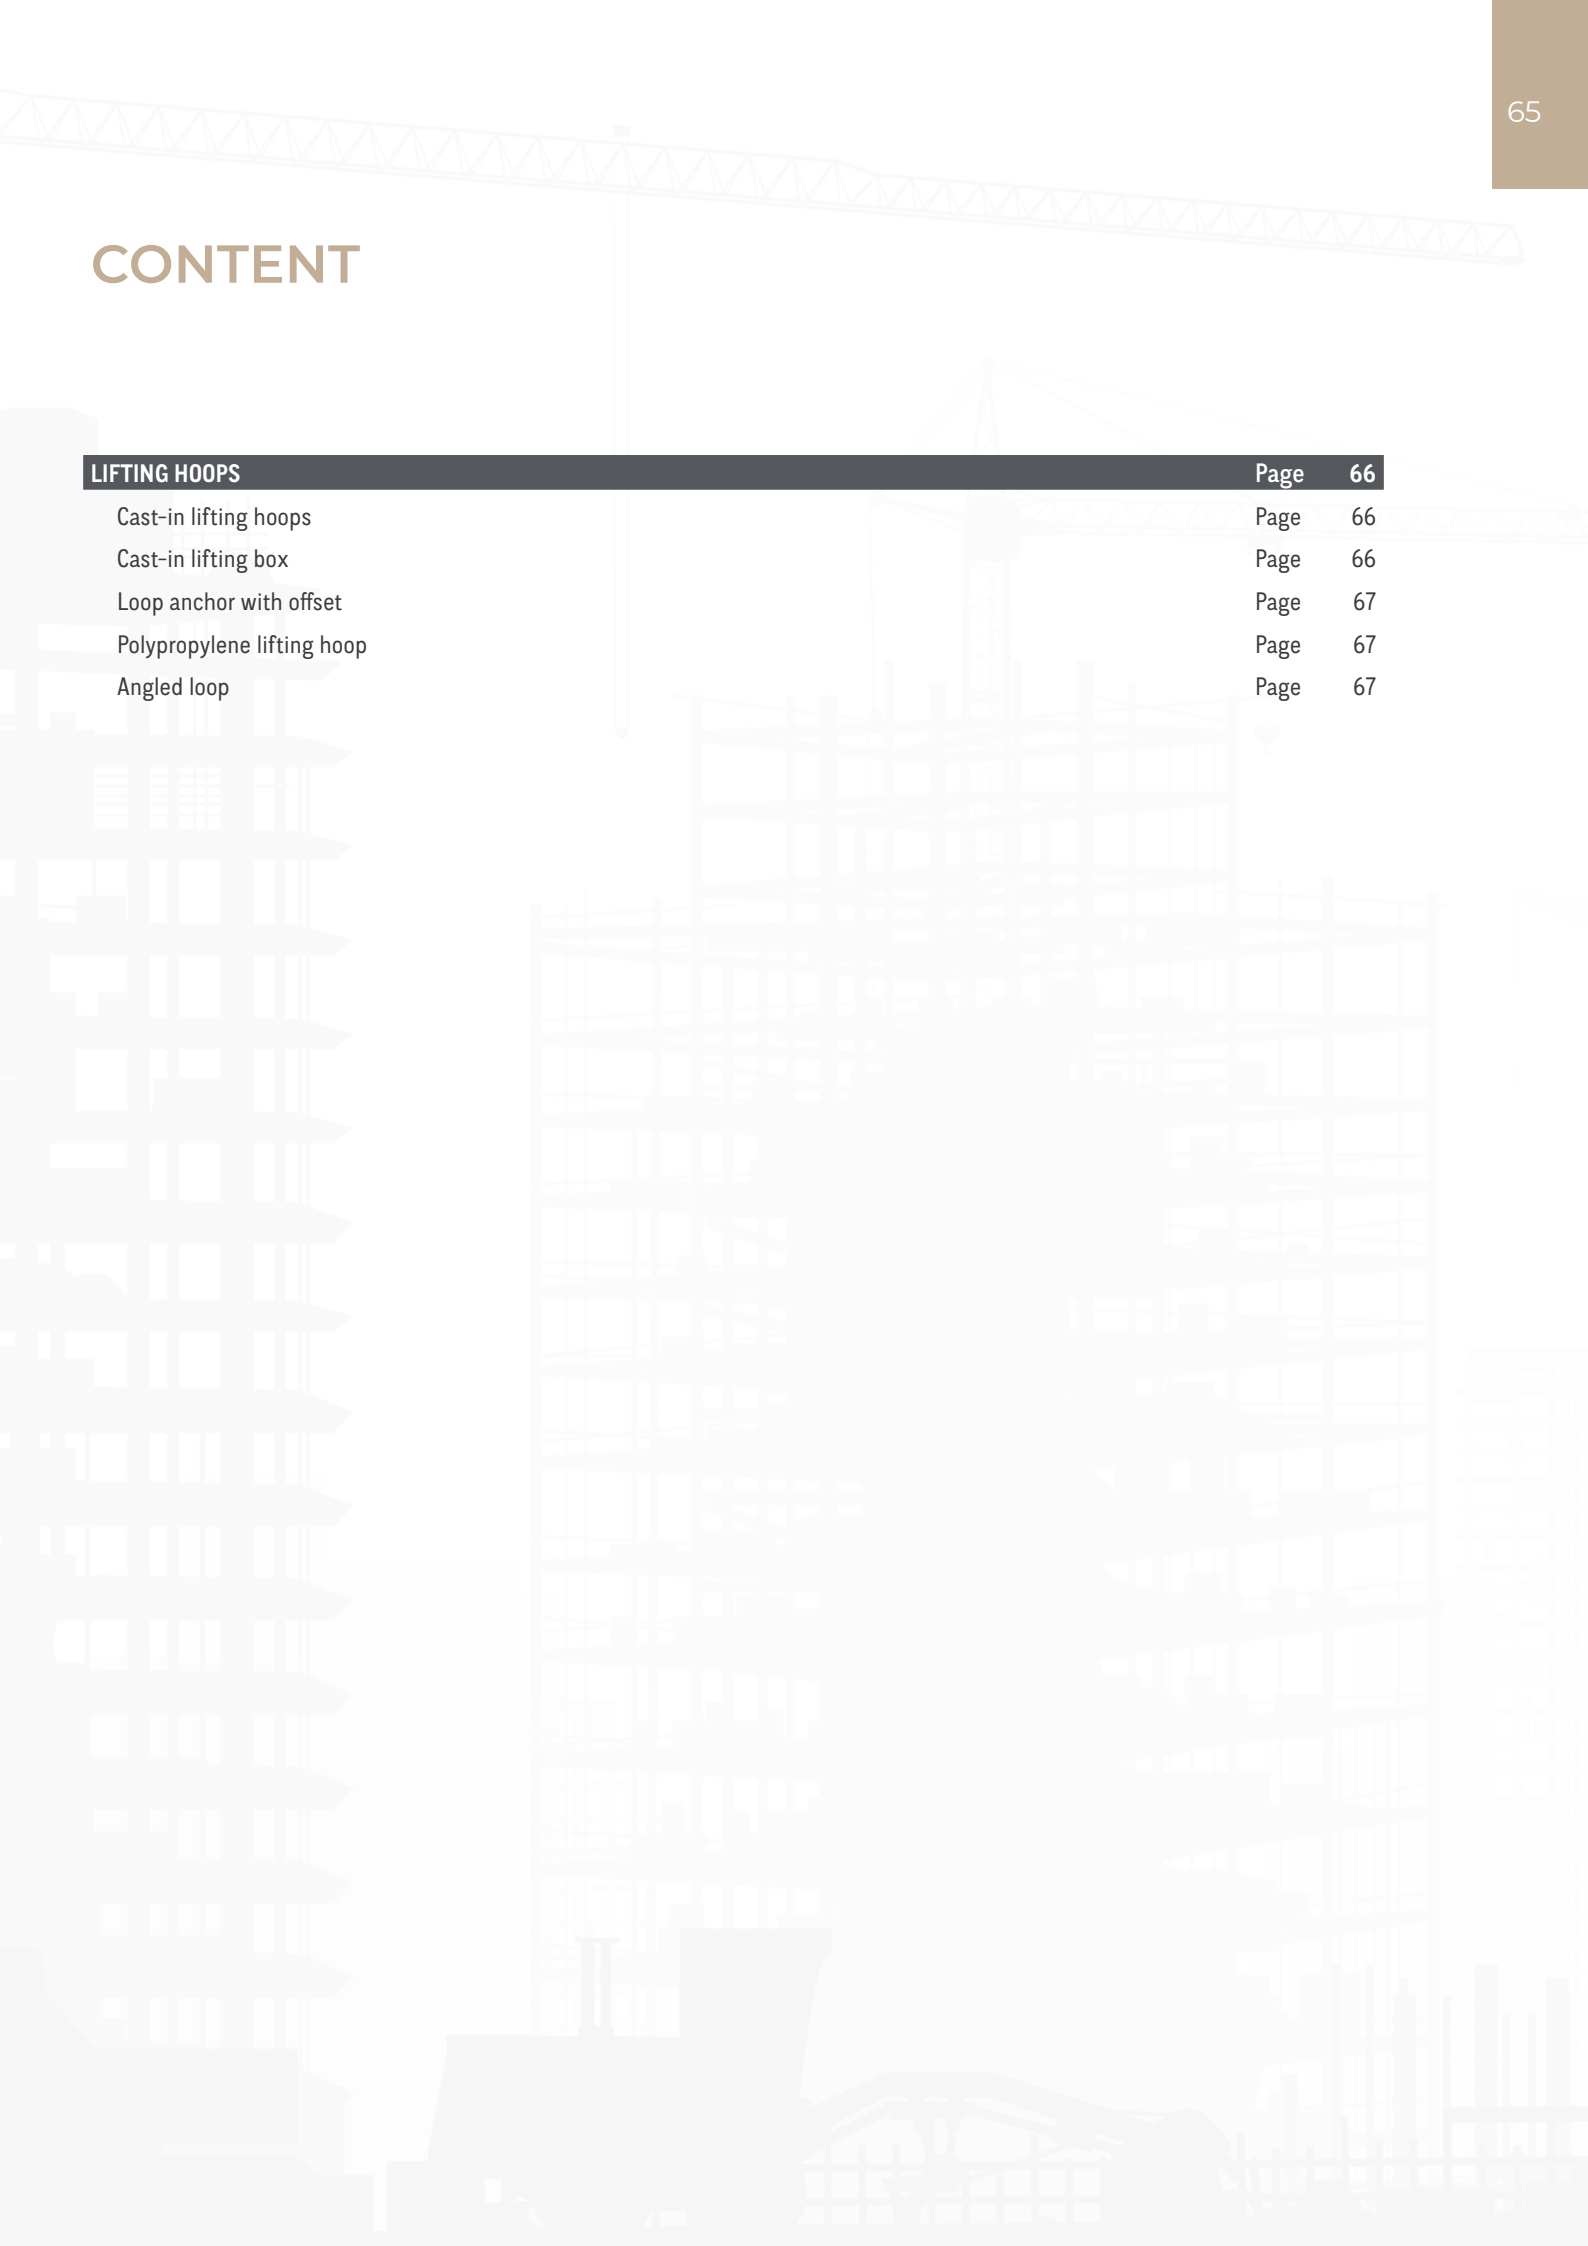 65
CONTENT
LIFTING HOOPS Page 66
Cast-in lifting hoops Page 66
Cast-in lifting box Page 66
Loop anchor with offset Page 67
Polypropylene lifting hoop Page 67
Angled loop Page 67